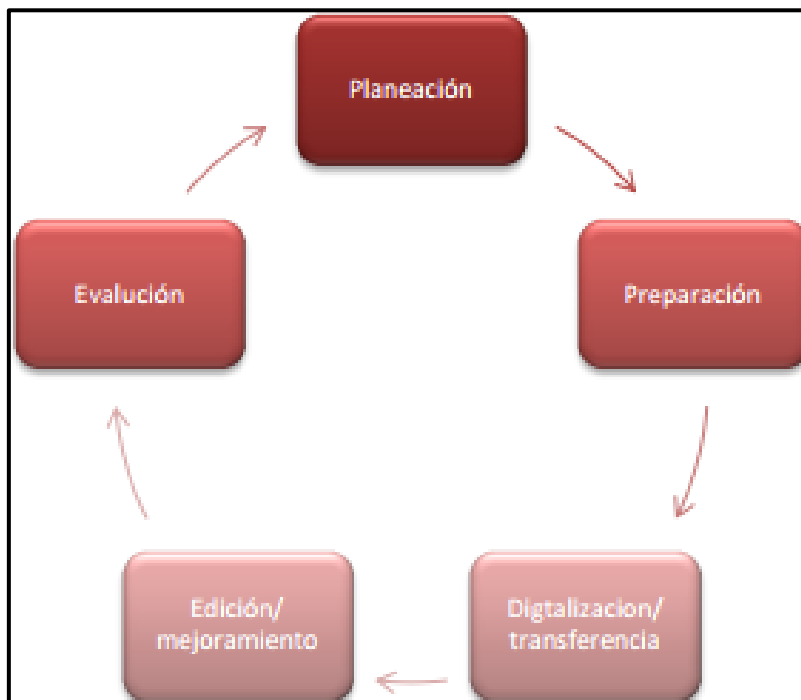 Planeación
Preparación
Digtalizacion/
transferencia
Edición/
mejoramiento
Evalución